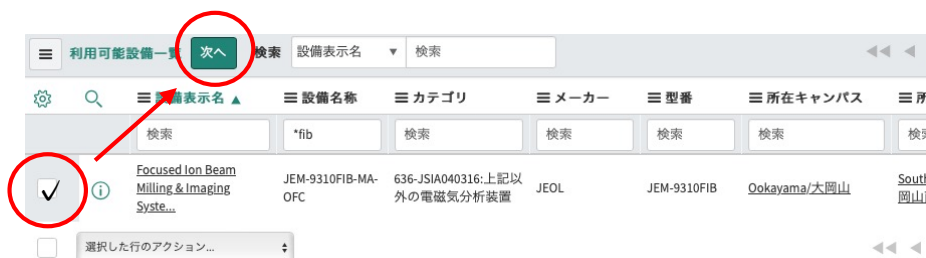 利用可能設備一覧 次へ 検索 設備表示名 検索
設備表示名 設備名称 カテゴリ メーカー 型番 所在キャンパス
検索 *fib 検索 検索 検索 検索
Focused Ion Beam
Milling & Imaging
Syste...
JEM-9310FIB-MA-
OFC
636-JSIA040316:上記以
外の電磁気分析装置
JEOL
JEM-9310FIB
Ookayama/大岡山
South
選択した行のアクション...